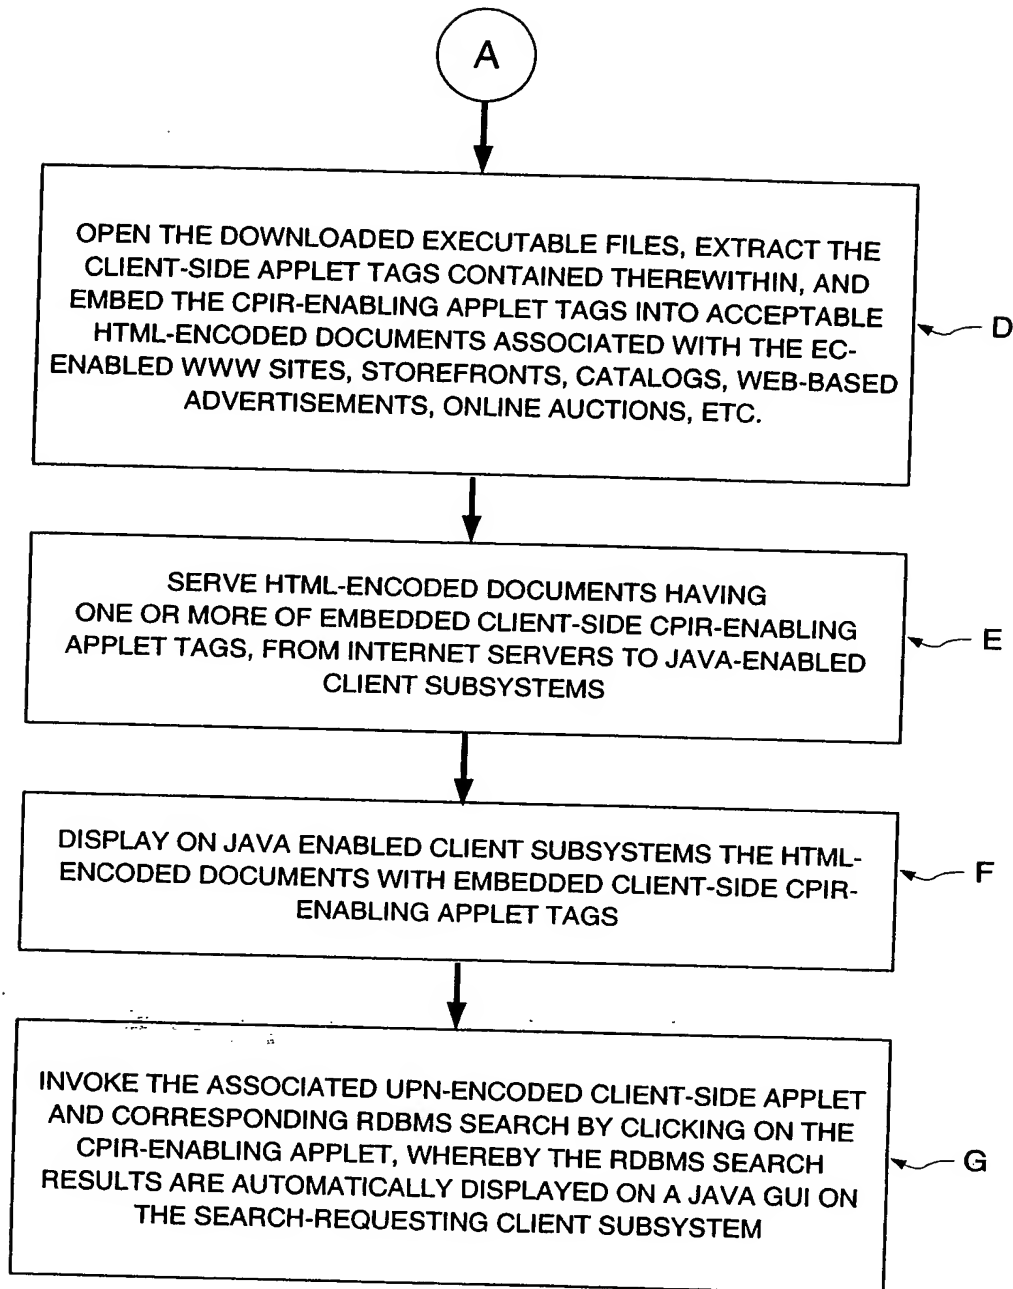 A
OPEN THE DOWNLOADED EXECUTABLE FILES, EXTRACT THE
CLIENT-SIDE APPLET TAGS CONTAINED THEREWITHIN, AND
EMBED THE CPIR-ENABLING APPLET TAGS INTO ACCEPTABLE
HTML-ENCODED DOCUMENTS ASSOCIATED WITH THE EC-
ENABLED WWW SITES, STOREFRONTS, CATALOGS, WEB-BASED
ADVERTISEMENTS, ONLINE AUCTIONS, ETC.
D
SERVE HTML-ENCODED DOCUMENTS HAVING
ONE OR MORE OF EMBEDDED CLIENT-SIDE CPIR-ENABLING
APPLET TAGS, FROM INTERNET SERVERS TO JAVA-ENABLED
CLIENT SUBSYSTEMS
E
DISPLAY ON JAVA ENABLED CLIENT SUBSYSTEMS THE HTML-
ENCODED DOCUMENTS WITH EMBEDDED CLIENT-SIDE CPIR-
ENABLING APPLET TAGS
F
INVOKE THE ASSOCIATED UPN-ENCODED CLIENT-SIDE APPLET
AND CORRESPONDING RDBMS SEARCH BY CLICKING ON THE
CPIR-ENABLING APPLET, WHEREBY THE RDBMS SEARCH
RESULTS ARE AUTOMATICALLY DISPLAYED ON A JAVA GUI ON
THE SEARCH-REQUESTING CLIENT SUBSYSTEM
G